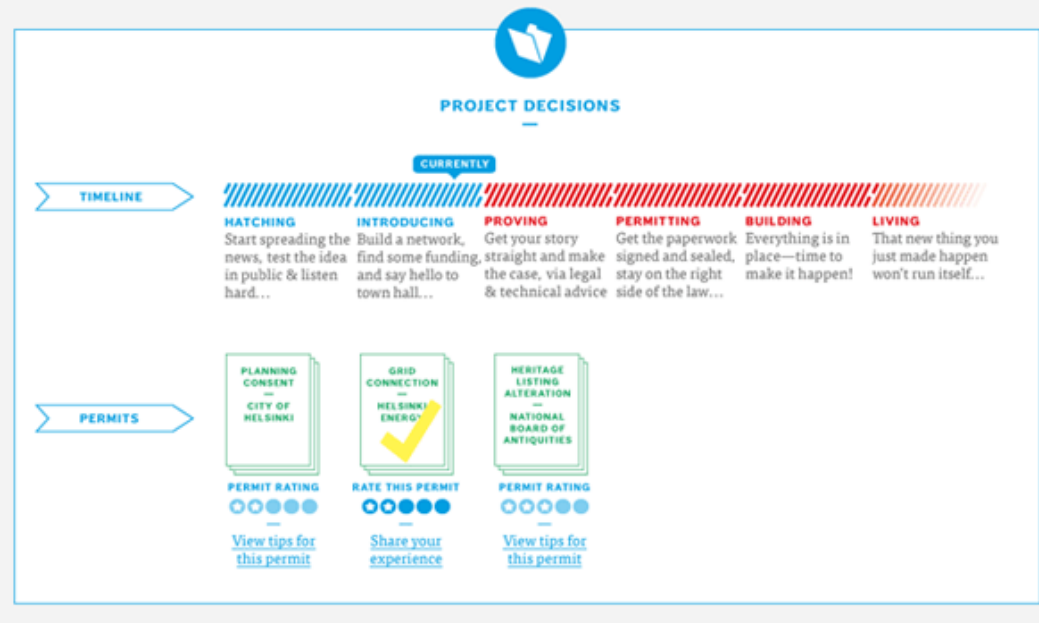 PROJECT DECISIONS
CURRENTLY
TIMELINE
HATCHING
Start spreading the
news, test the idea
in public & listen
hard...
INTRODUCING
Build a network,
find some funding,
and say hello to
town hall...
PROVING
Get your story
straight and make
the case, via legal
& technical advice
PERMITTING
Get the paperwork
signed and sealed,
stay on the right
side of the law...
BUILDING
Everything is in
place—time to
make it happen!
LIVING
That new thing you
just made happen
won't run itself...
PERMITS
PLANNING
CONSENT
—
CITY OF
HELSINKI
PERMIT RATING
View tips for
this permit
GRID
CONNECTION
—
HELSINKI
ENERGY
RATE THIS PERMIT
Share your
experience
HERITAGE
LISTING
ALTERATION
—
NATIONAL
BOARD OF
ANTIQUITIES
PERMIT RATING
View tips for
this permit